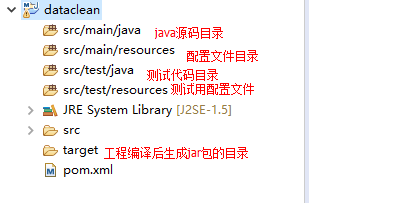 dataclean
src/main/java java源码目录
src/main/resources 配置文件目录
src/test/java 测试代码目录
src/test/resources 测试用配置文件
JRE System Library [J2SE-1.5]
src
target 工程编译后生成jar包的目录
pom.xml